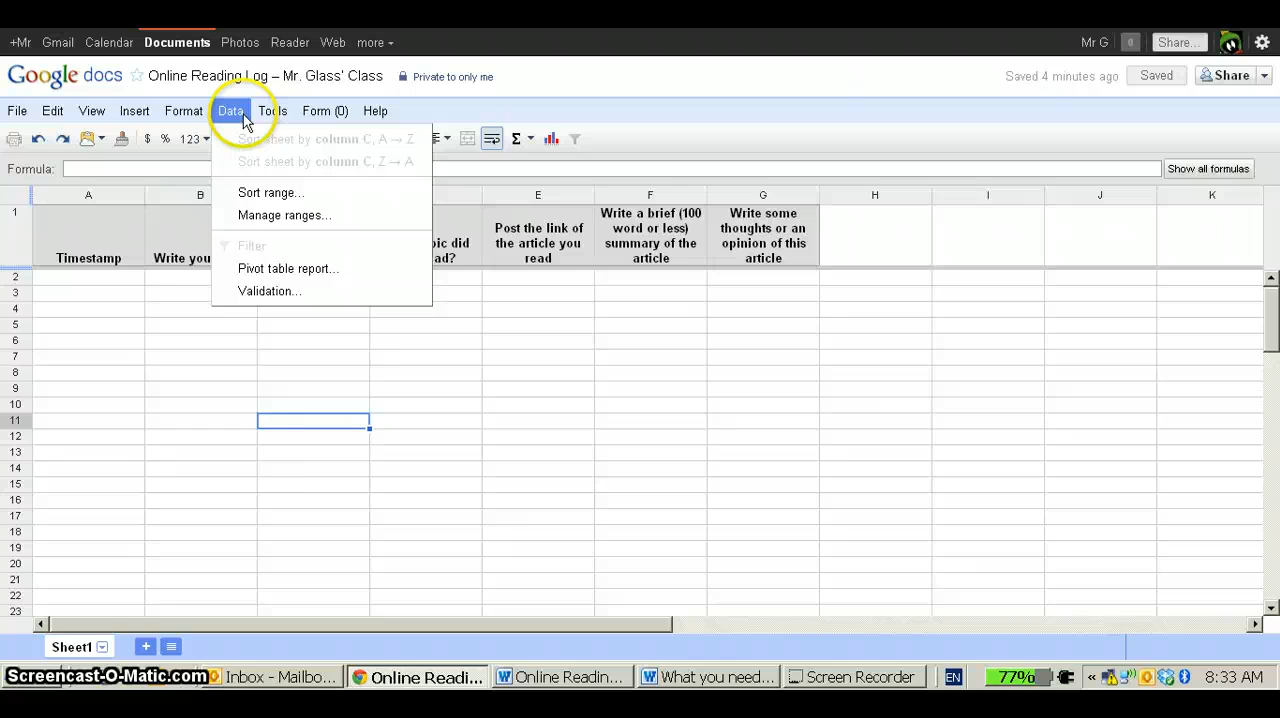 +Mr Gmail Calendar Documents Photos Reader Web more Mr G 0 Share...
Google docs Online Reading Log – Mr. Glass' Class Private to only me Saved 4 minutes ago Saved Share
File Edit View Insert Format Data Tools Form (0) Help
$ % 123 Σ
Sort sheet by column C, A → Z
Sort sheet by column C, Z → A
Formula: Show all formulas
Sort range...
Manage ranges...
Filter
Pivot table report...
Validation...
A B E F G H I J K
1
Timestamp
Write you
Post the link of the article you read
Write a brief (100 word or less) summary of the article
Write some thoughts or an opinion of this article
2
3
4
5
6
7
8
9
10
11
12
13
14
15
16
17
18
19
20
21
22
23
Sheet1 +
Screencast-O-Matic.com Inbox - Mailbo... Online Readi... Online Readin... What you need... Screen Recorder EN 77% « 8:33 AM